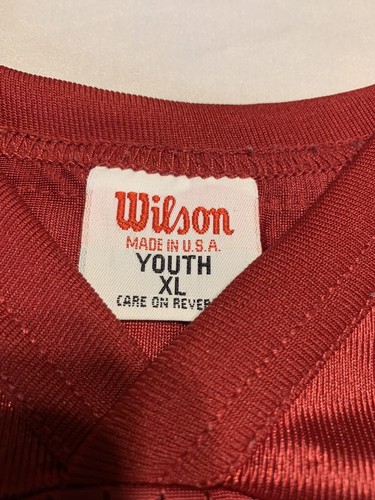 Wilson
MADE IN U.S.A.
YOUTH
XL
CARE ON REVER